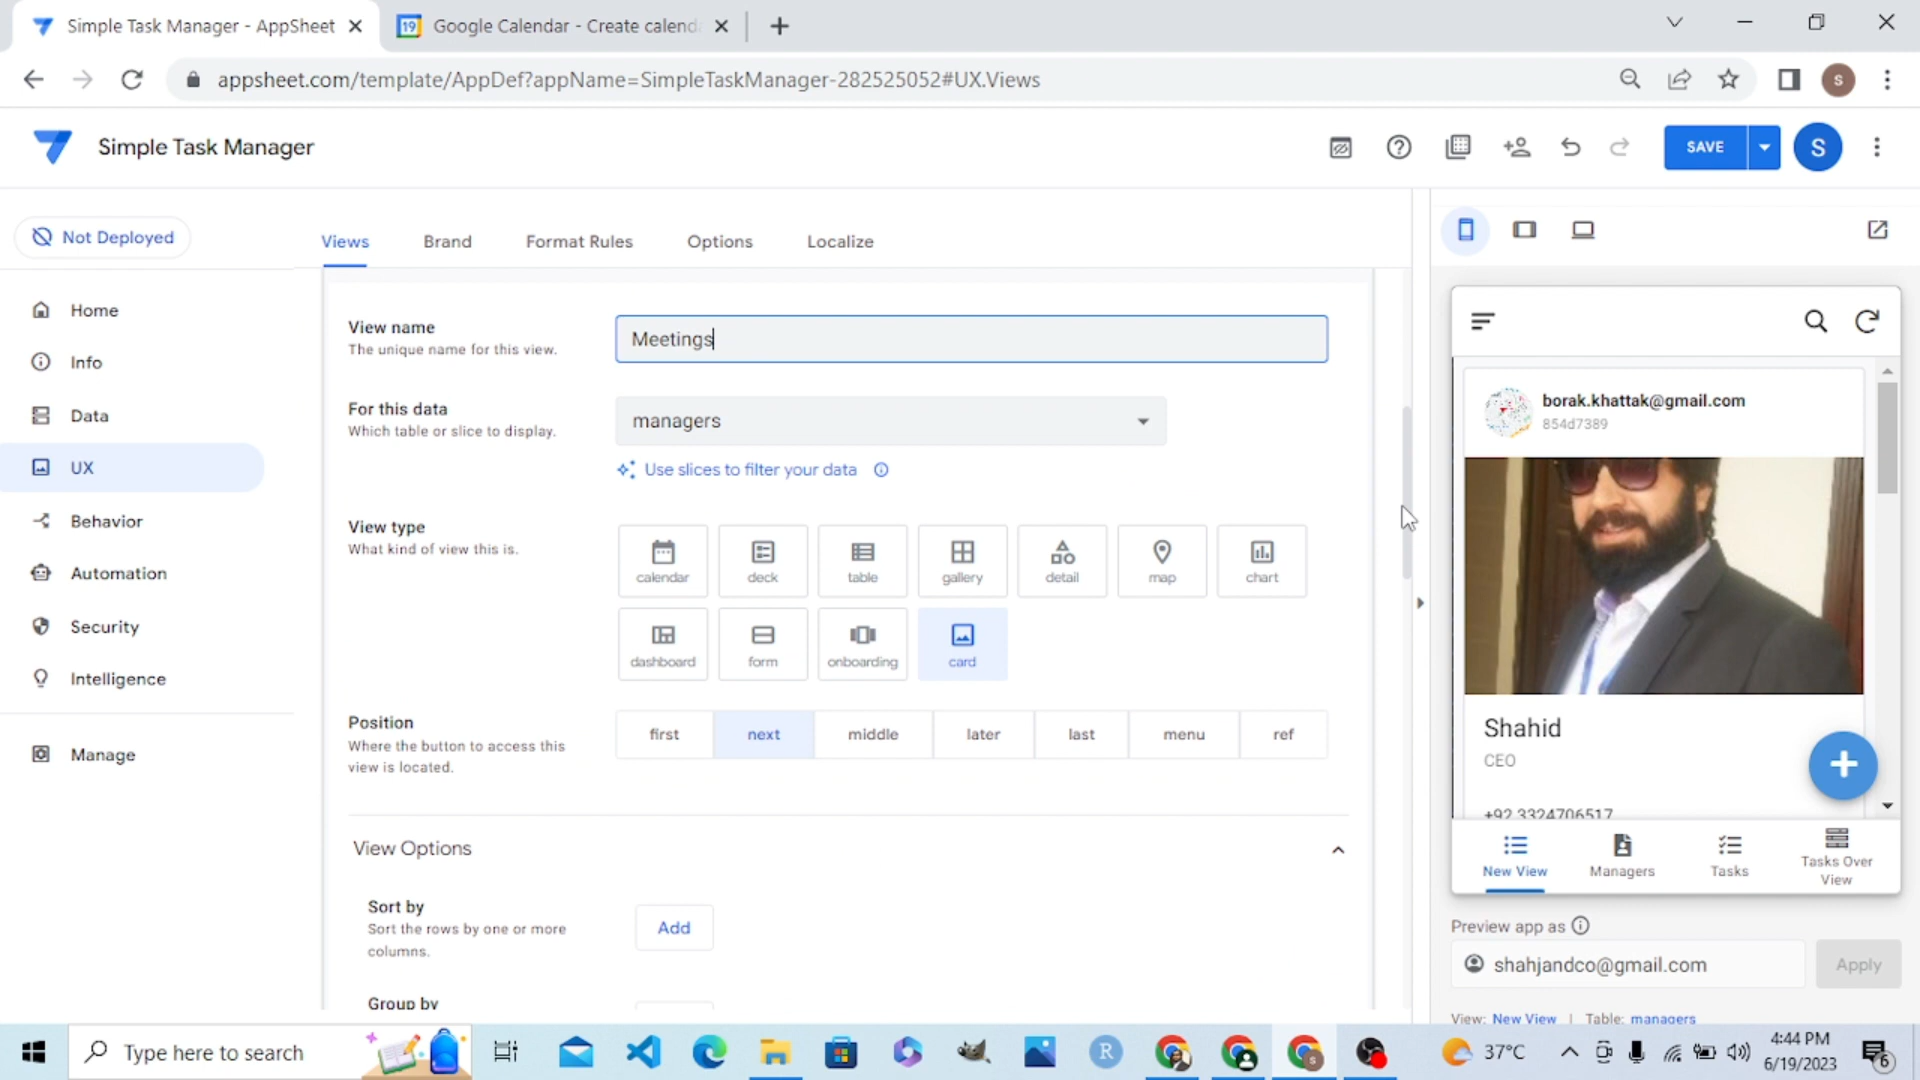 Simple Task Manager - AppSheet
Google Calendar - Create calend
appsheet.com/template/AppDef?appName=SimpleTaskManager-282525052#UX.Views
S
Simple Task Manager
SAVE
S
Not Deployed
Views
Brand
Format Rules
Options
Localize
Home
Info
Data
UX
Behavior
Automation
Security
Intelligence
Manage
View name
The unique name for this view.
Meetings
For this data
Which table or slice to display.
managers
Use slices to filter your data
View type
What kind of view this is.
calendar
deck
table
gallery
detail
map
chart
dashboard
form
onboarding
card
Position
Where the button to access this
view is located.
first
next
middle
later
last
menu
ref
View Options
Sort by
Sort the rows by one or more
columns.
Add
Group by
borak.khattak@gmail.com
854d7389
Shahid
CEO
+92 3324706517
New View
Managers
Tasks
Tasks Over
View
Preview app as
shahjandco@gmail.com
Apply
View: New View | Table: managers
Type here to search
R
S
37°C
4:44 PM
6/19/2023
6